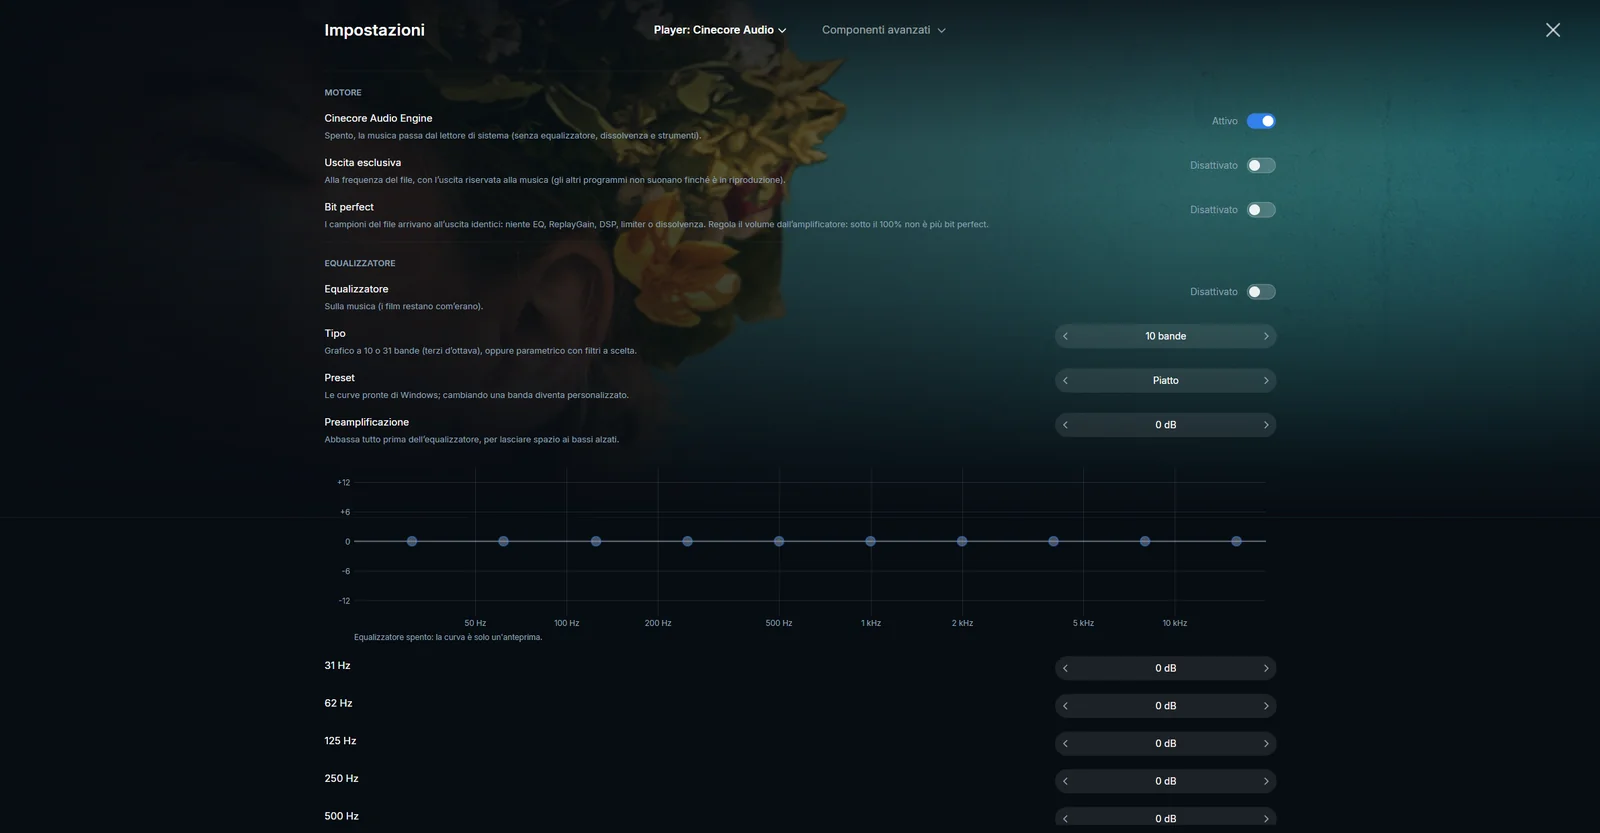 Impostazioni
Player: Cinecore Audio
Componenti avanzati
MOTORE
Cinecore Audio Engine
Attivo
Spento, la musica passa dal lettore di sistema (senza equalizzatore, dissolvenza e strumenti).
Uscita esclusiva
Disattivato
Alla frequenza del file, con l’uscita riservata alla musica (gli altri programmi non suonano finché è in riproduzione).
Bit perfect
Disattivato
I campioni del file arrivano all’uscita identici: niente EQ, ReplayGain, DSP, limiter o dissolvenza. Regola il volume dall’amplificatore: sotto il 100% non è più bit perfect.
EQUALIZZATORE
Equalizzatore
Disattivato
Sulla musica (i film restano com’erano).
Tipo
10 bande
Grafico a 10 o 31 bande (terzi d’ottava), oppure parametrico con filtri a scelta.
Preset
Piatto
Le curve pronte di Windows; cambiando una banda diventa personalizzato.
Preamplificazione
0 dB
Abbassa tutto prima dell’equalizzatore, per lasciare spazio ai bassi alzati.
+12
+6
0
-6
-12
50 Hz 100 Hz 200 Hz 500 Hz 1 kHz 2 kHz 5 kHz 10 kHz
Equalizzatore spento: la curva è solo un’anteprima.
31 Hz
0 dB
62 Hz
0 dB
125 Hz
0 dB
250 Hz
0 dB
500 Hz
0 dB